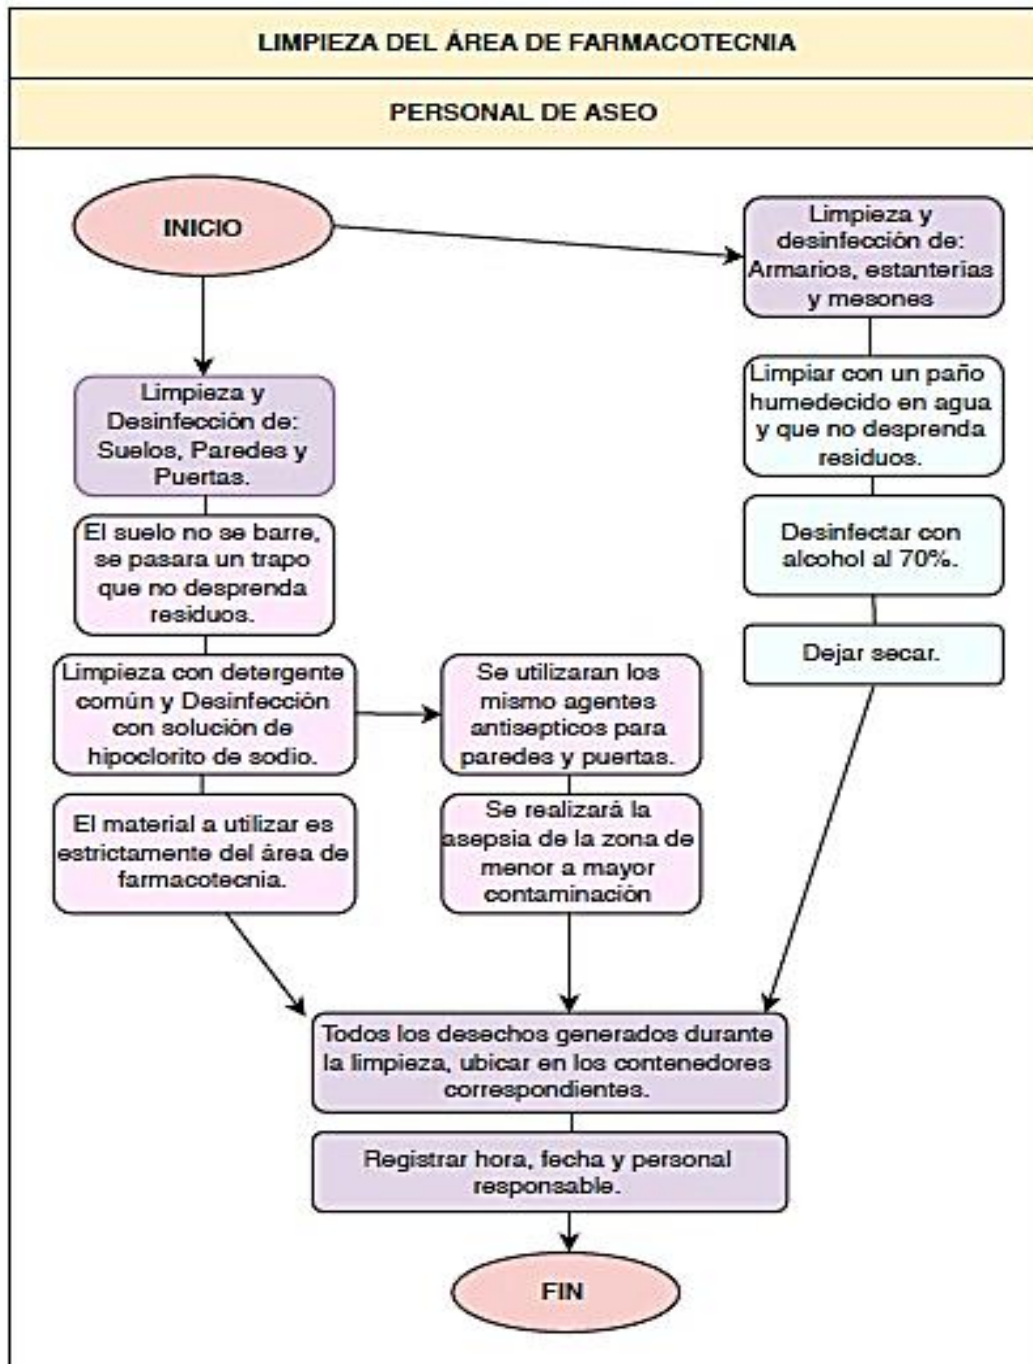 LIMPIEZA DEL ÁREA DE FARMACOTECNIA
PERSONAL DE ASEO
INICIO
Limpieza y
desinfección de:
Armarios, estanterías
y mesones
Limpieza y
Desinfección de:
Suelos, Paredes y
Puertas.
Limpiar con un paño
humedecido en agua
y que no desprenda
residuos.
El suelo no se barre,
se pasara un trapo
que no desprenda
residuos.
Desinfectar con
alcohol al 70%.
Dejar secar.
Limpieza con detergente
común y Desinfección
con solución de
hipoclorito de sodio.
Se utilizaran los
mismo agentes
antisepticos para
paredes y puertas.
El material a utilizar es
estrictamente del área de
farmacotecnia.
Se realizará la
asepsia de la zona de
menor a mayor
contaminación
Todos los desechos generados durante
la limpieza, ubicar en los contenedores
correspondientes.
Registrar hora, fecha y personal
responsable.
FIN